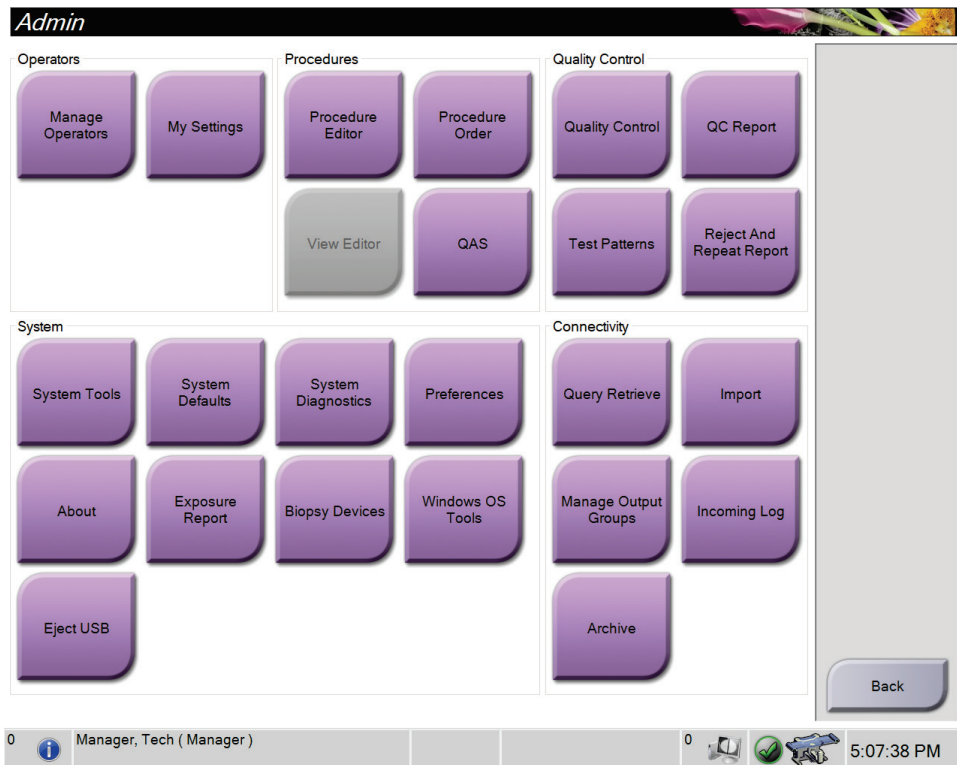 Admin
Operators
Manage
Operators
My Settings
Procedures
Procedure
Editor
Procedure
Order
View Editor
QAS
Quality Control
Quality Control
QC Report
Test Patterns
Reject And
Repeat Report
System
System Tools
System
Defaults
System
Diagnostics
Preferences
About
Exposure
Report
Biopsy Devices
Windows OS
Tools
Eject USB
Connectivity
Query Retrieve
Import
Manage Output
Groups
Incoming Log
Archive
Back
0
Manager, Tech ( Manager )
0
5:07:38 PM